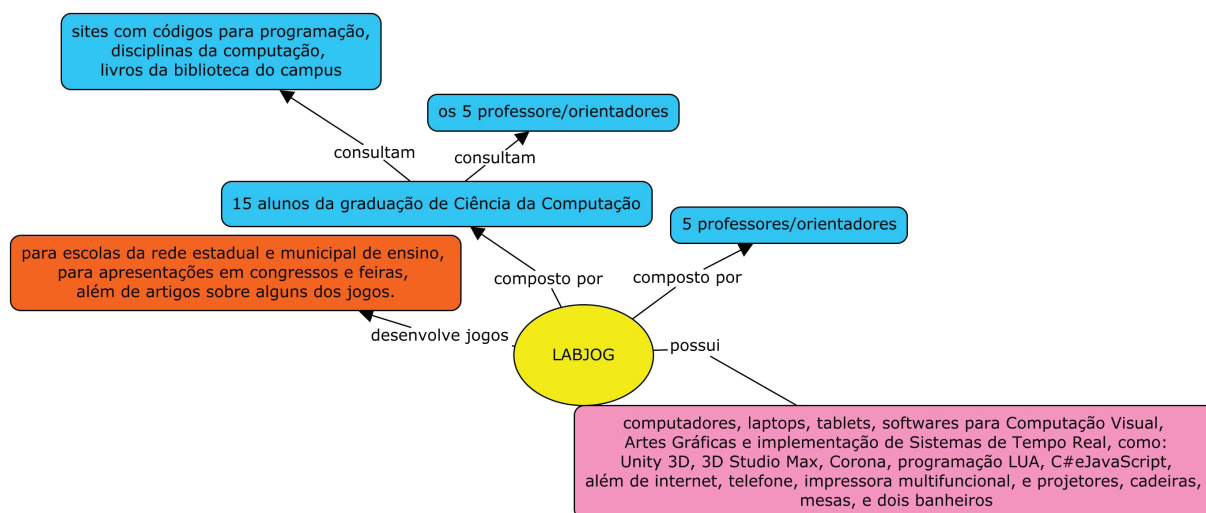 sites com códigos para programação,
disciplinas da computação,
livros da biblioteca do campus
os 5 professore/orientadores
consultam
consultam
15 alunos da graduação de Ciência da Computação
5 professores/orientadores
para escolas da rede estadual e municipal de ensino,
para apresentações em congressos e feiras,
além de artigos sobre alguns dos jogos.
composto por
composto por
desenvolve jogos
LABJOG
possui
computadores, laptops, tablets, softwares para Computação Visual,
Artes Gráficas e implementação de Sistemas de Tempo Real, como:
Unity 3D, 3D Studio Max, Corona, programação LUA, C#eJavaScript,
além de internet, telefone, impressora multifuncional, e projetores, cadeiras,
mesas, e dois banheiros